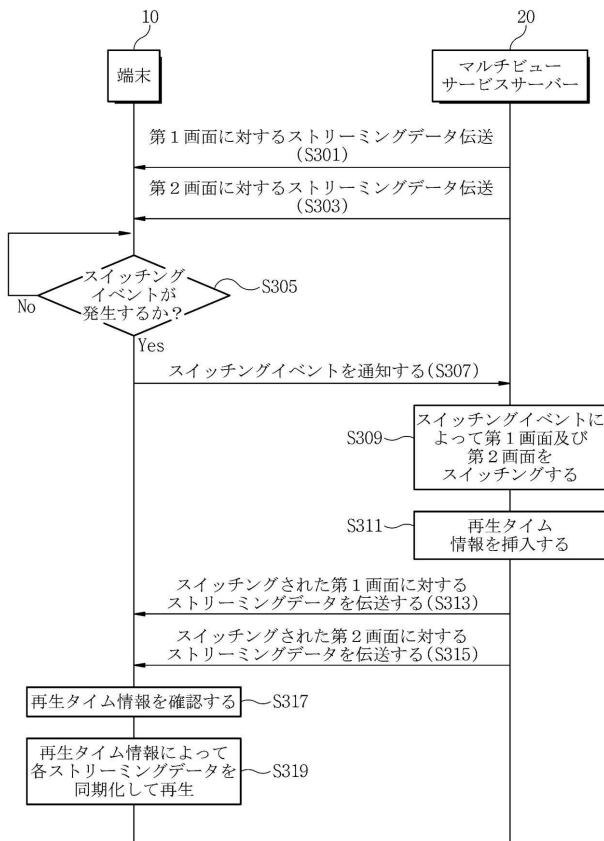 10
20
端末
マルチビュー
サービスサーバー
第1画面に対するストリーミングデータ伝送
(S301)
第2画面に対するストリーミングデータ伝送
(S303)
スイッチング
イベントが
発生するか?
S305
No
Yes
スイッチングイベントを通知する(S307)
S309
スイッチングイベントに
よって第1画面及び
第2画面を
スイッチングする
S311
再生タイム
情報を挿入する
スイッチングされた第1画面に対する
ストリーミングデータを伝送する(S313)
スイッチングされた第2画面に対する
ストリーミングデータを伝送する(S315)
再生タイム情報を確認する
S317
再生タイム情報によって
各ストリーミングデータを
同期化して再生
S319